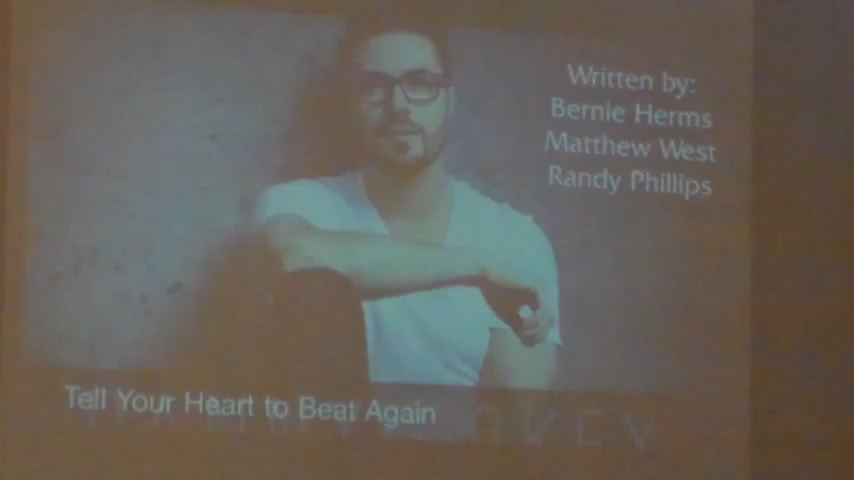 Written by:
Bernie Herms
Matthew West
Randy Phillips
Tell Your Heart to Beat Again